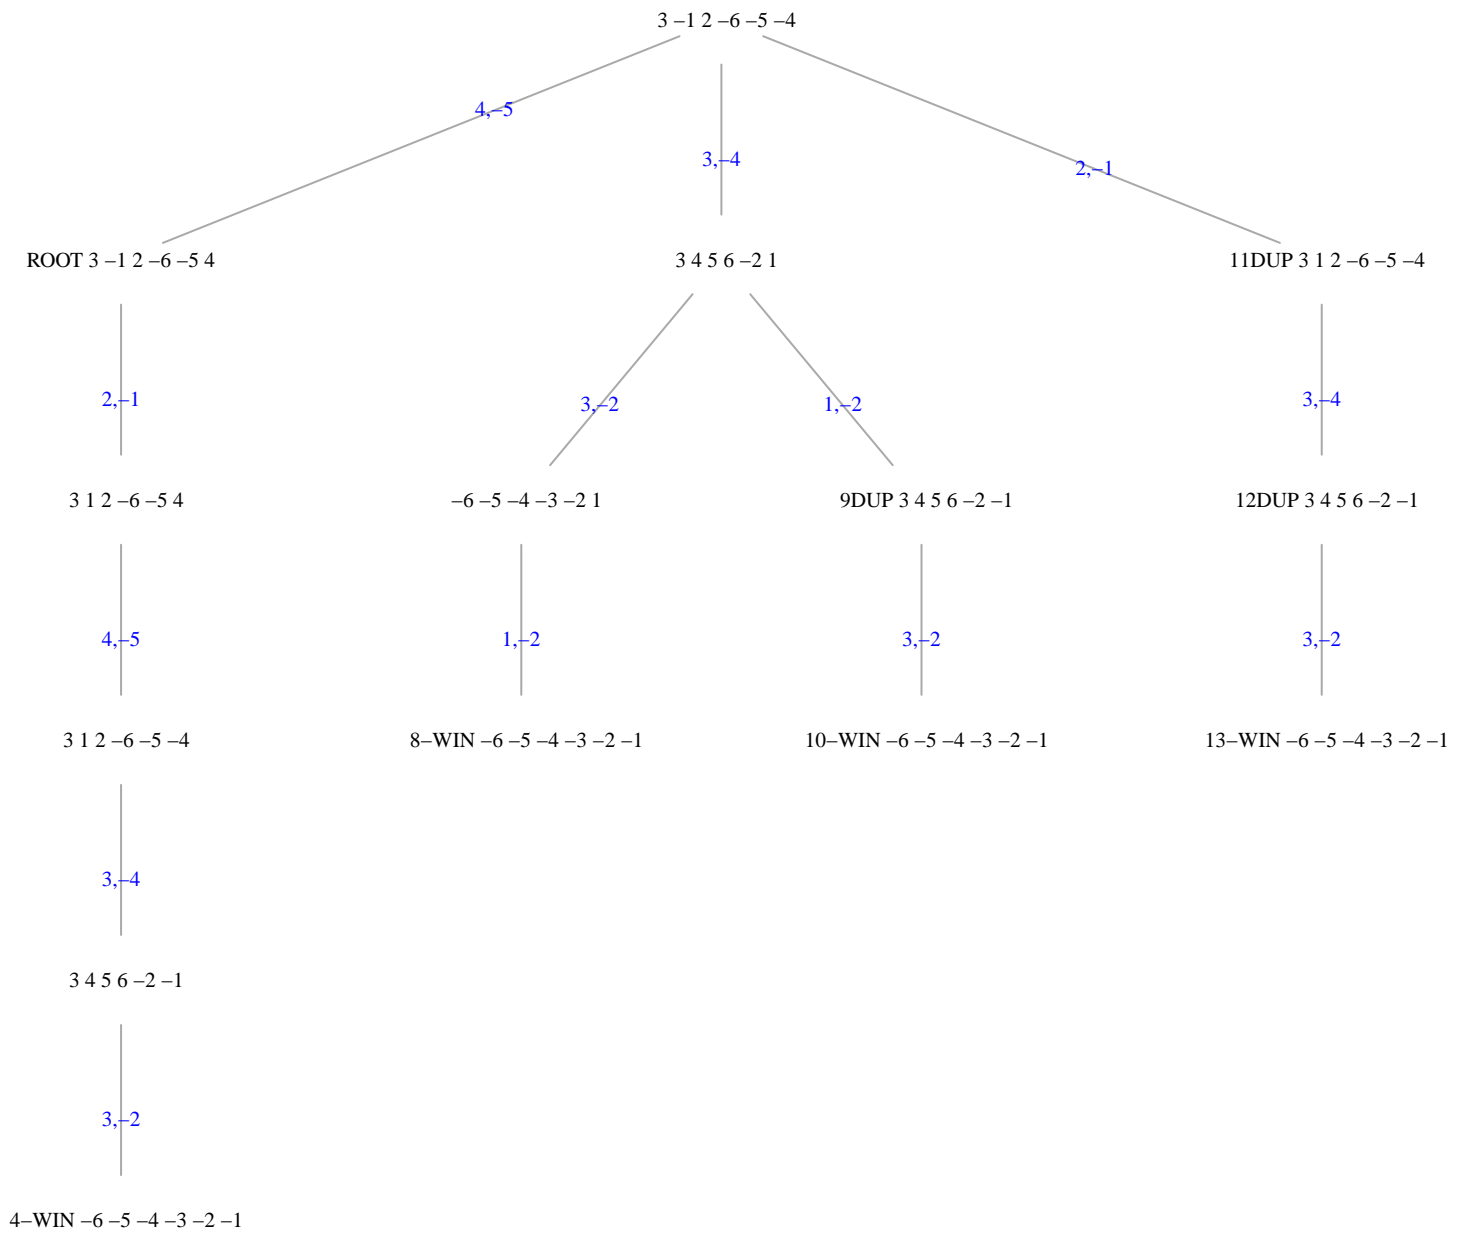 3 –1 2 –6 –5 –4
4,–5
3,–4
2,–1
ROOT 3 –1 2 –6 –5 4
3 4 5 6 –2 1
11DUP 3 1 2 –6 –5 –4
2,–1
3,–2
1,–2
3,–4
3 1 2 –6 –5 4
–6 –5 –4 –3 –2 1
9DUP 3 4 5 6 –2 –1
12DUP 3 4 5 6 –2 –1
4,–5
1,–2
3,–2
3,–2
3 1 2 –6 –5 –4
8–WIN –6 –5 –4 –3 –2 –1
10–WIN –6 –5 –4 –3 –2 –1
13–WIN –6 –5 –4 –3 –2 –1
3,–4
3 4 5 6 –2 –1
3,–2
4–WIN –6 –5 –4 –3 –2 –1